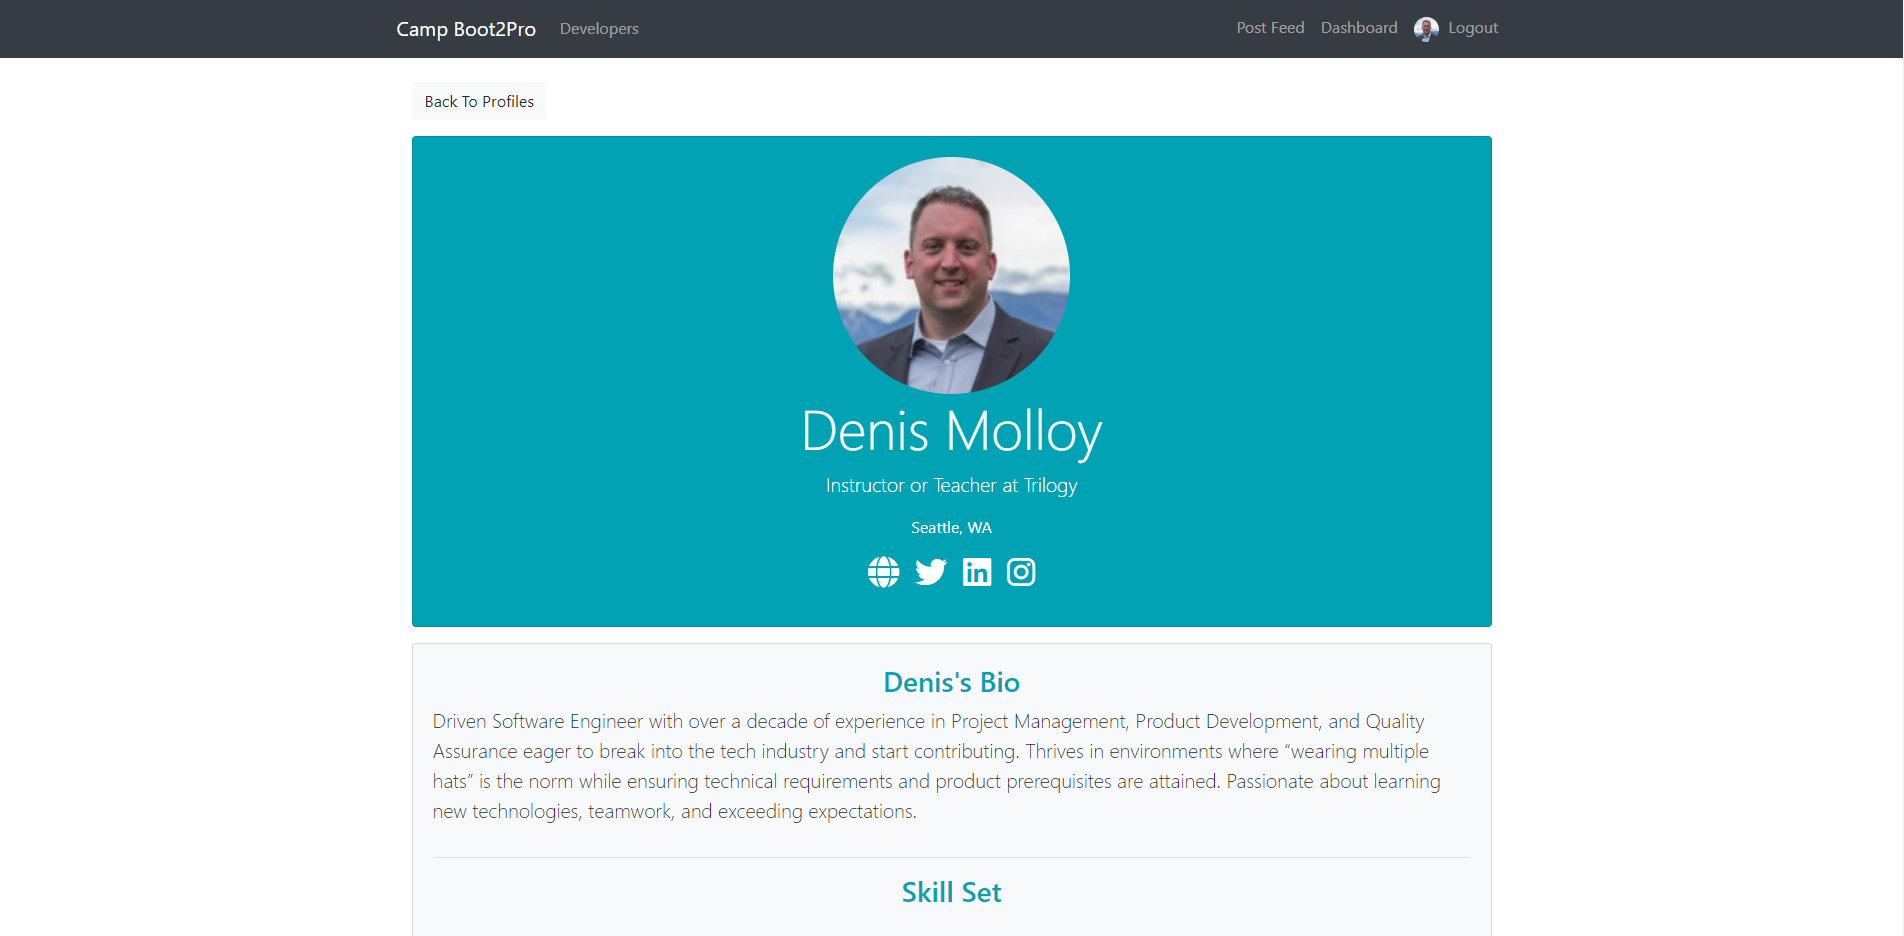 Camp Boot2Pro Developers Post Feed Dashboard Logout
Back To Profiles
Denis Molloy
Instructor or Teacher at Trilogy
Seattle, WA
Denis's Bio
Driven Software Engineer with over a decade of experience in Project Management, Product Development, and Quality
Assurance eager to break into the tech industry and start contributing. Thrives in environments where “wearing multiple
hats” is the norm while ensuring technical requirements and product prerequisites are attained. Passionate about learning
new technologies, teamwork, and exceeding expectations.
Skill Set